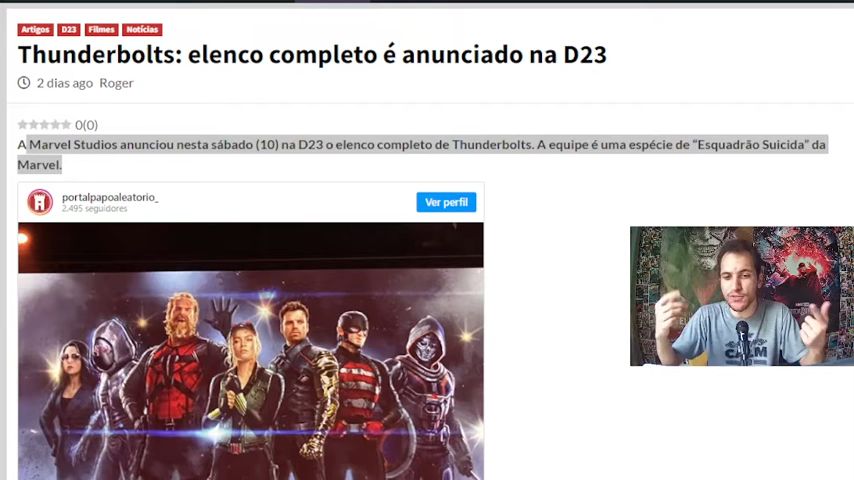 Artigos D23 Filmes Notícias
Thunderbolts: elenco completo é anunciado na D23
2 dias ago Roger
0(0)
A Marvel Studios anunciou nesta sábado (10) na D23 o elenco completo de Thunderbolts. A equipe é uma espécie de “Esquadrão Suicida” da
Marvel.
portalpapoaleatorio_
2.495 seguidores
Ver perfil
CALM